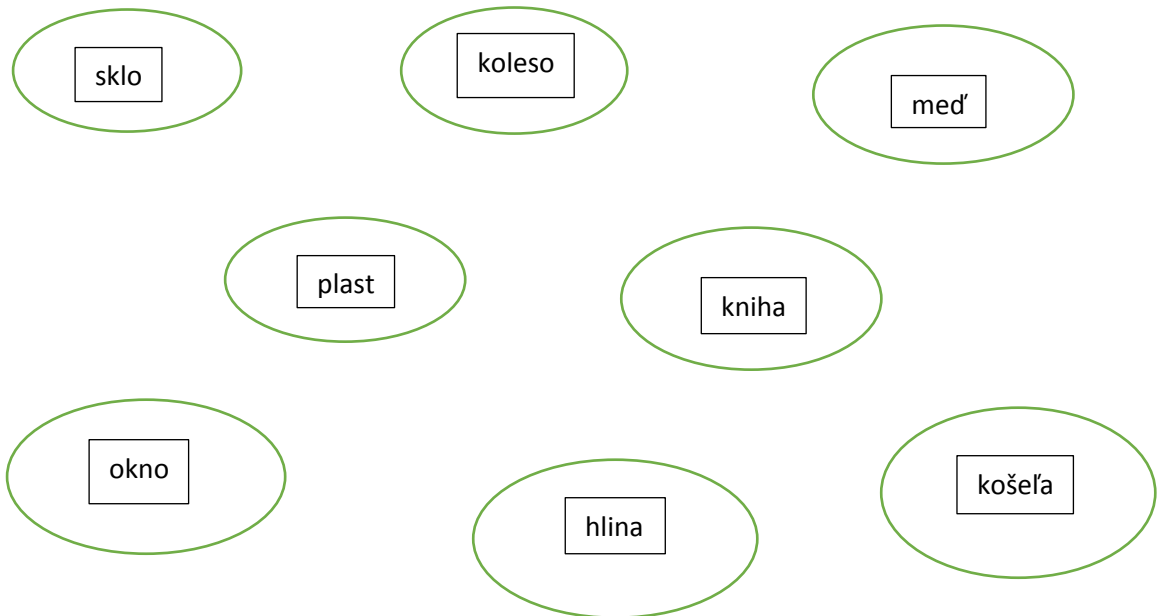 sklo
koleso
meď
plast
kniha
okno
hlina
košeľa